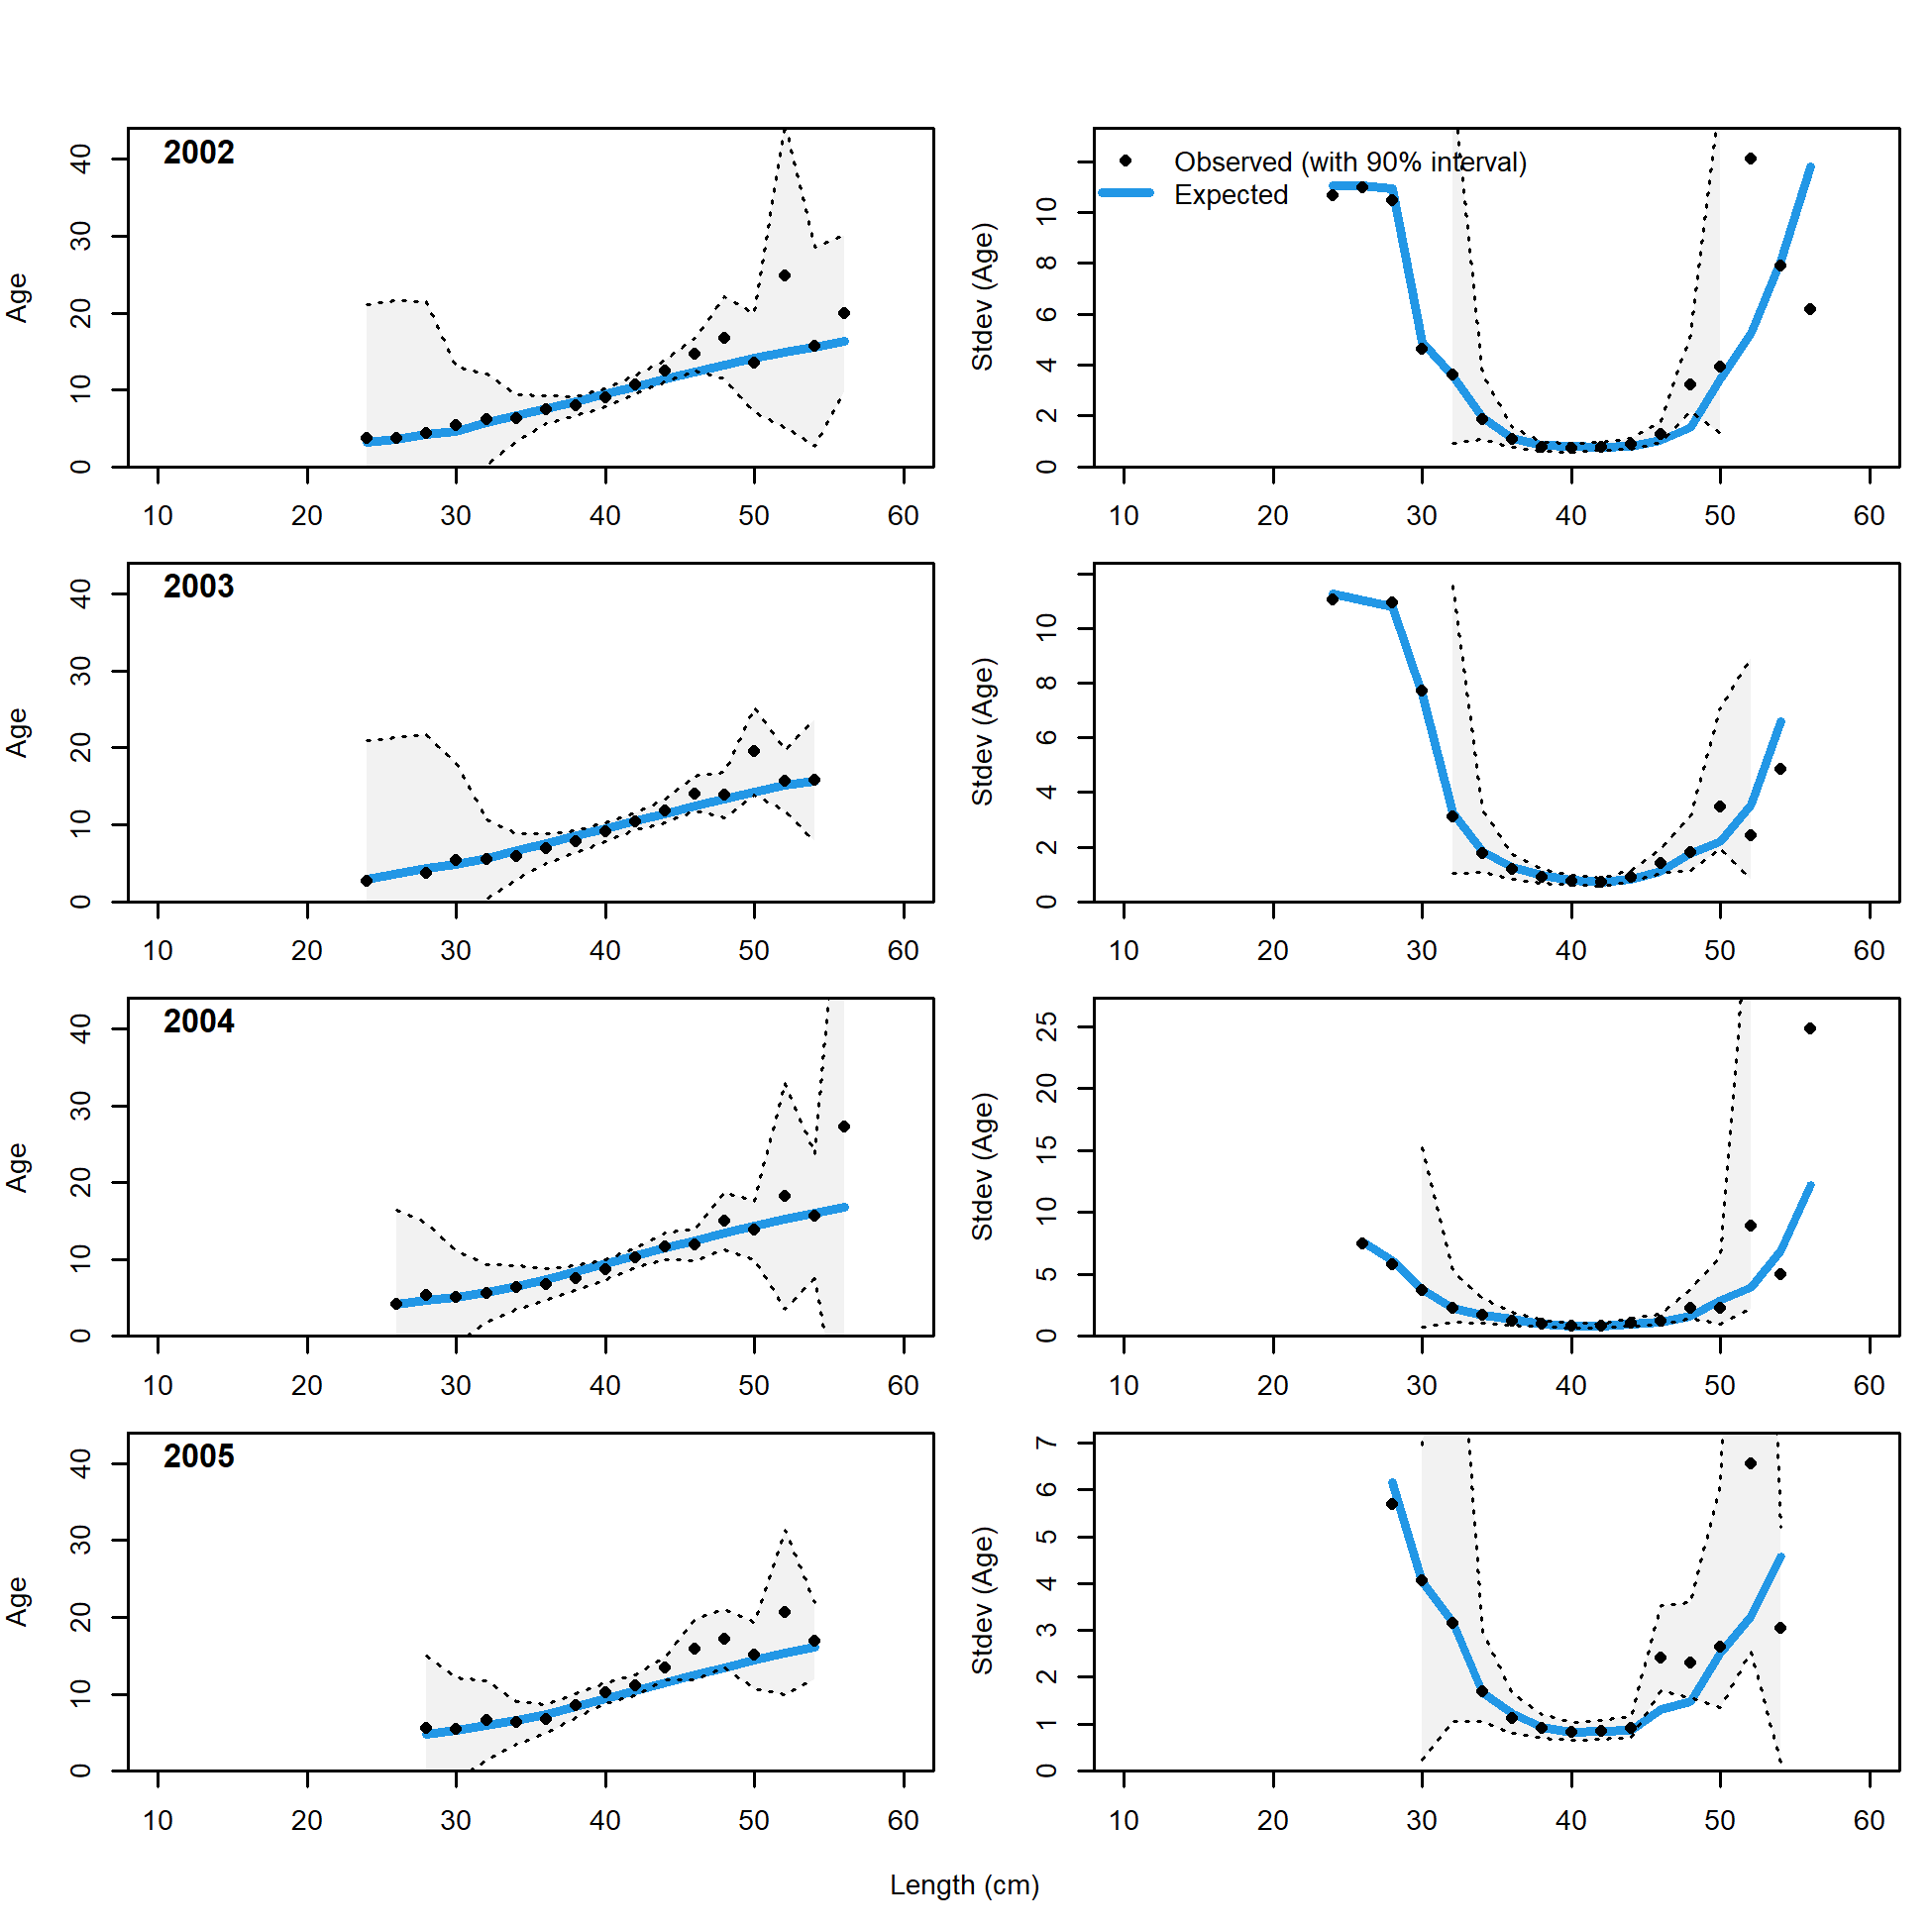 2002
Age
0 10 20 30 40
10 20 30 40 50 60
Observed (with 90% interval)
Expected
Stdev (Age)
0 2 4 6 8 10
10 20 30 40 50 60
2003
Age
0 10 20 30 40
10 20 30 40 50 60
Stdev (Age)
0 2 4 6 8 10
10 20 30 40 50 60
2004
Age
0 10 20 30 40
10 20 30 40 50 60
Stdev (Age)
0 5 10 15 20 25
10 20 30 40 50 60
2005
Age
0 10 20 30 40
10 20 30 40 50 60
Stdev (Age)
0 1 2 3 4 5 6 7
10 20 30 40 50 60
Length (cm)